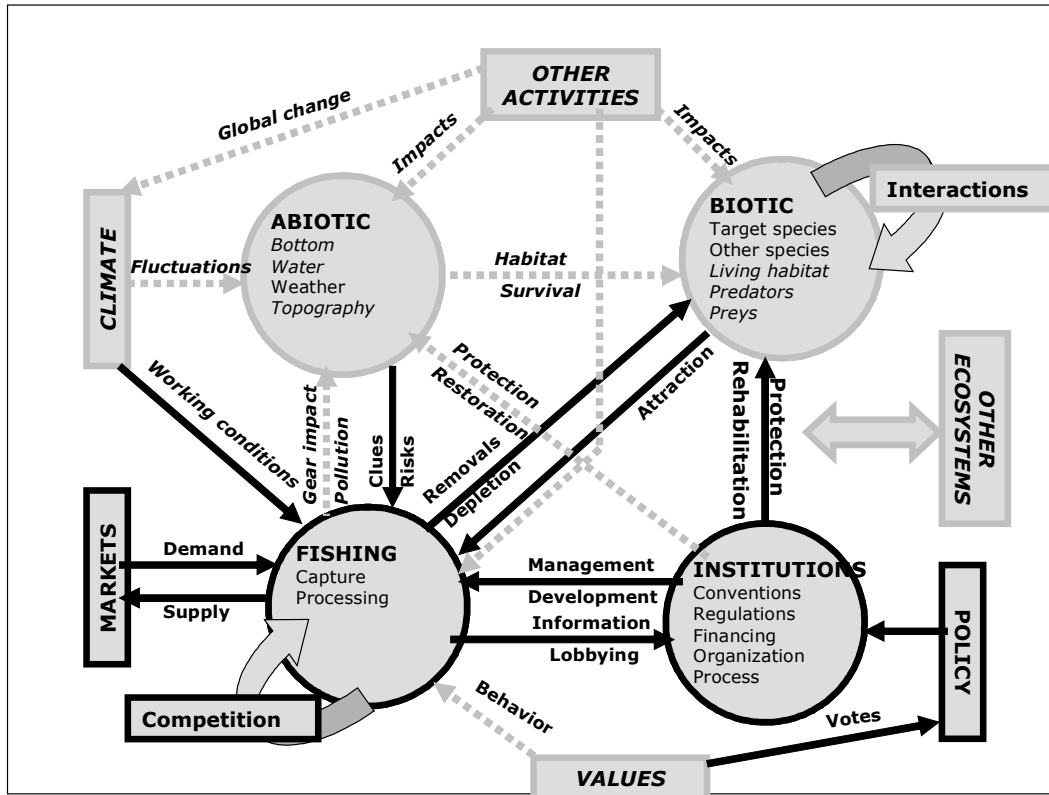 OTHER
ACTIVITIES
Global change
Impacts
Impacts
Interactions
ABIOTIC
Bottom
Water
Weather
Topography
BIOTIC
Target species
Other species
Living habitat
Predators
Preys
CLIMATE
Fluctuations
Habitat
Survival
Working conditions
Gear impact
Pollution
Clues
Risks
Protection
Restoration
Removals
Depletion
Attraction
Rehabilitation
Protection
OTHER
ECOSYSTEMS
MARKETS
Demand
Supply
FISHING
Capture
Processing
Management
Development
Information
Lobbying
INSTITUTIONS
Conventions
Regulations
Financing
Organization
Process
POLICY
Competition
Behavior
Votes
VALUES